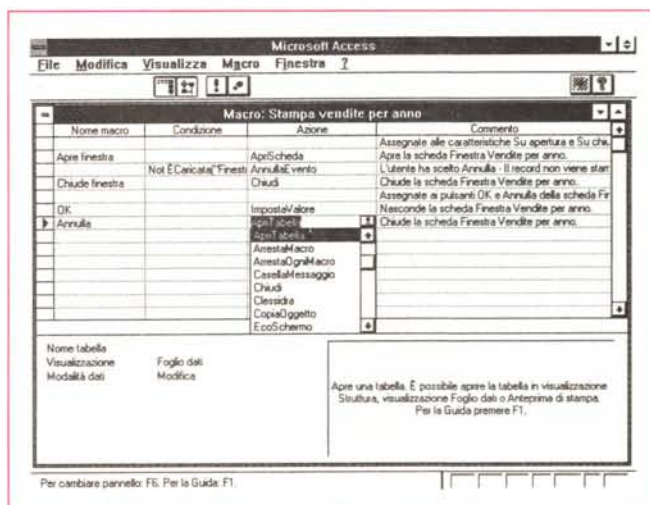 Microsoft Access
File Modifica Visualizza Macro Finestra ?
Macro: Stampa vendite per anno
Nome macro Condizione Azione Commento
Assegnate alle caratteristiche Su apertura e Su chiu
Apre finestra ApriScheda Apre la scheda Finestra Vendite per anno.
Not ÈCaricata("Finestr AnnullaEvento L'utente ha scelto Annulla - Il record non viene stam
Chiude finestra Chiudi Chiude la scheda Finestra Vendite per anno.
Assegnate ai pulsanti OK e Annulla della scheda Fin
OK ImpostaValore Nasconde la scheda Finestra Vendite per anno.
Annulla ApriTabella Chiude la scheda Finestra Vendite per anno.
ApriTabella
ArrestaMacro
ArrestaOgniMacro
CasellaMessaggio
Chiudi
Clessidra
CopiaOggetto
EcoSchermo
Nome tabella
Visualizzazione Foglio dati
Modalità dati Modifica
Apre una tabella. È possibile aprire la tabella in visualizzazione
Struttura, visualizzazione Foglio dati o Anteprima di stampa.
Per la Guida premere F1.
Per cambiare pannello: F6. Per la Guida: F1.